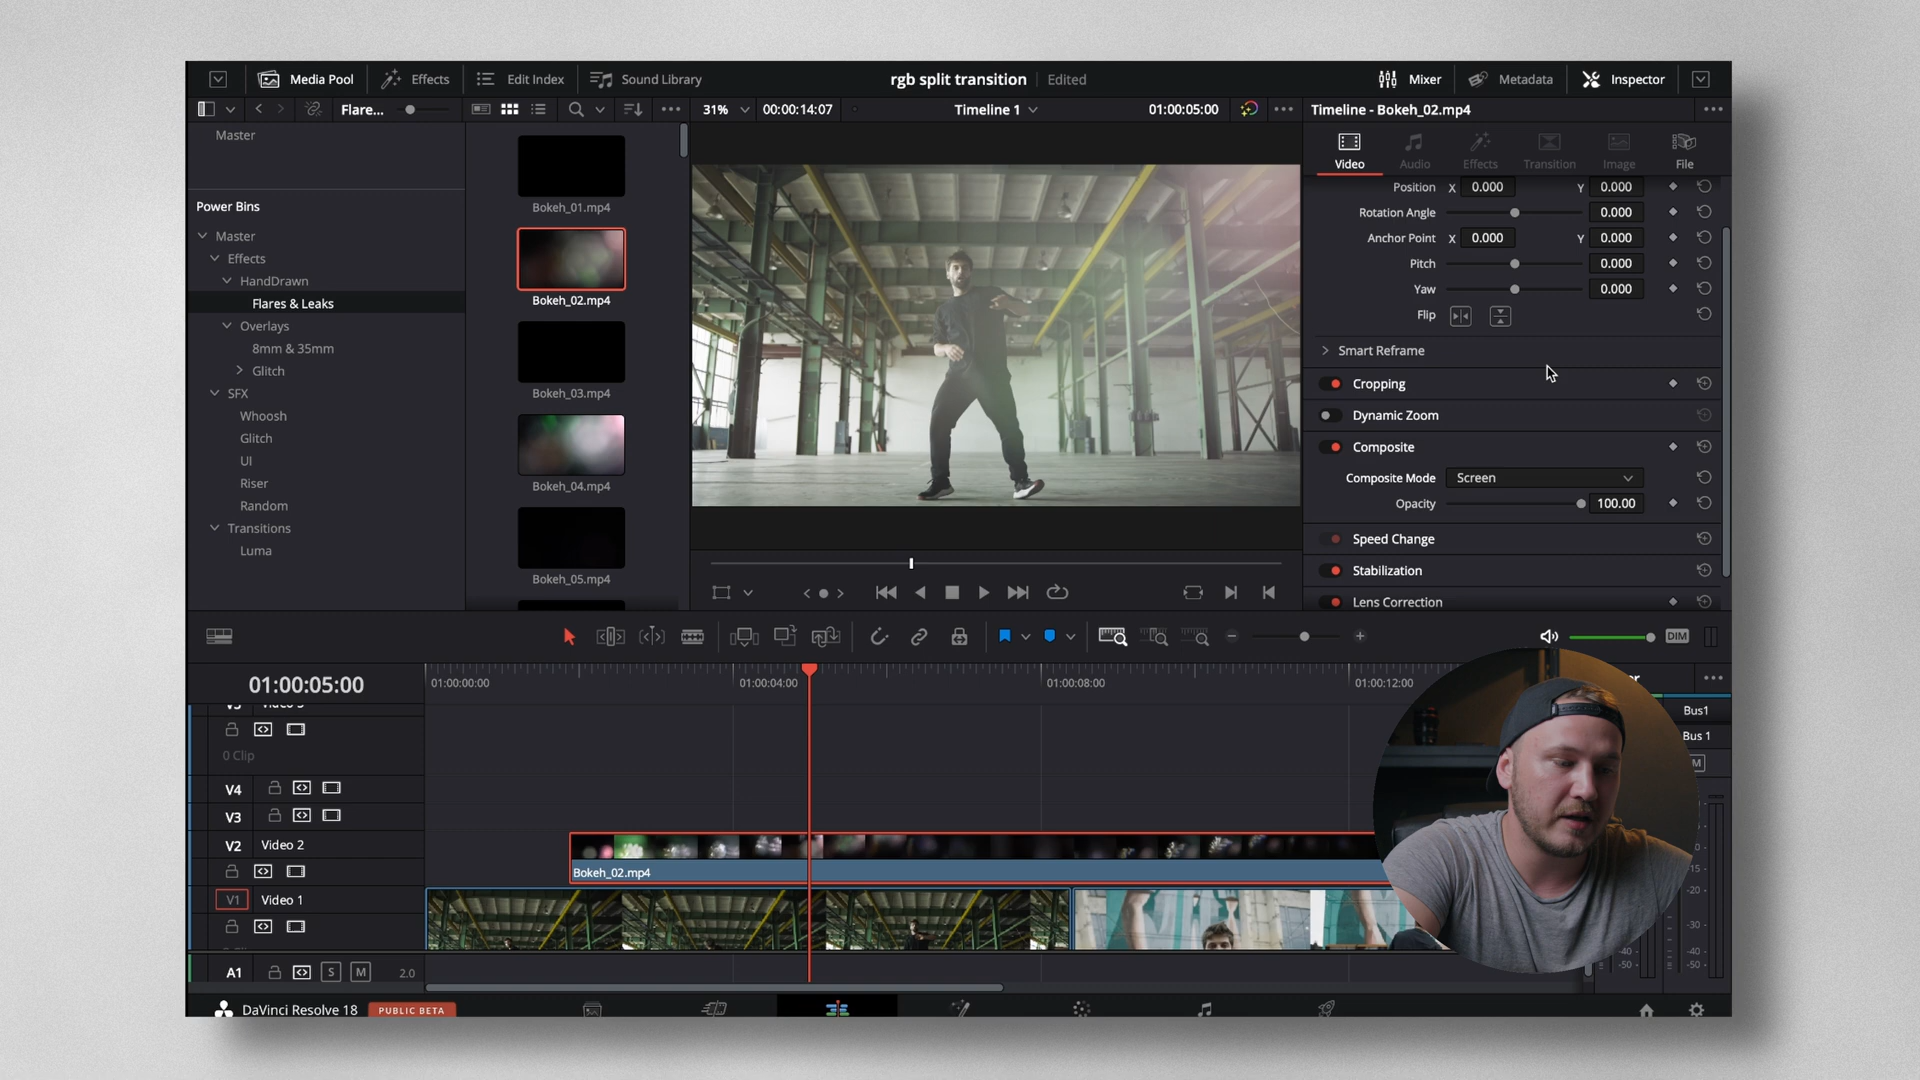 Media Pool Effects Edit Index Sound Library rgb split transition Edited Mixer Metadata Inspector
Flare... 31% 00:00:14:07 Timeline 1 01:00:05:00 Timeline - Bokeh_02.mp4
Master
Power Bins
Master
Effects
HandDrawn
Flares & Leaks
Overlays
8mm & 35mm
Glitch
SFX
Whoosh
Glitch
UI
Riser
Random
Transitions
Luma
Bokeh_01.mp4
Bokeh_02.mp4
Bokeh_03.mp4
Bokeh_04.mp4
Bokeh_05.mp4
Video Audio Effects Transition Image File
Position X 0.000 Y 0.000
Rotation Angle 0.000
Anchor Point X 0.000 Y 0.000
Pitch 0.000
Yaw 0.000
Flip
Smart Reframe
Cropping
Dynamic Zoom
Composite
Composite Mode Screen
Opacity 100.00
Speed Change
Stabilization
Lens Correction
DIM
01:00:05:00 01:00:00:00 01:00:04:00 01:00:08:00 01:00:12:00
0 Clip
V4
V3
V2 Video 2
Bokeh_02.mp4
V1 Video 1
A1 S M 2.0
Bus1
Bus 1
M
-20
-30
-40
-50
-40
-50
DaVinci Resolve 18 PUBLIC BETA